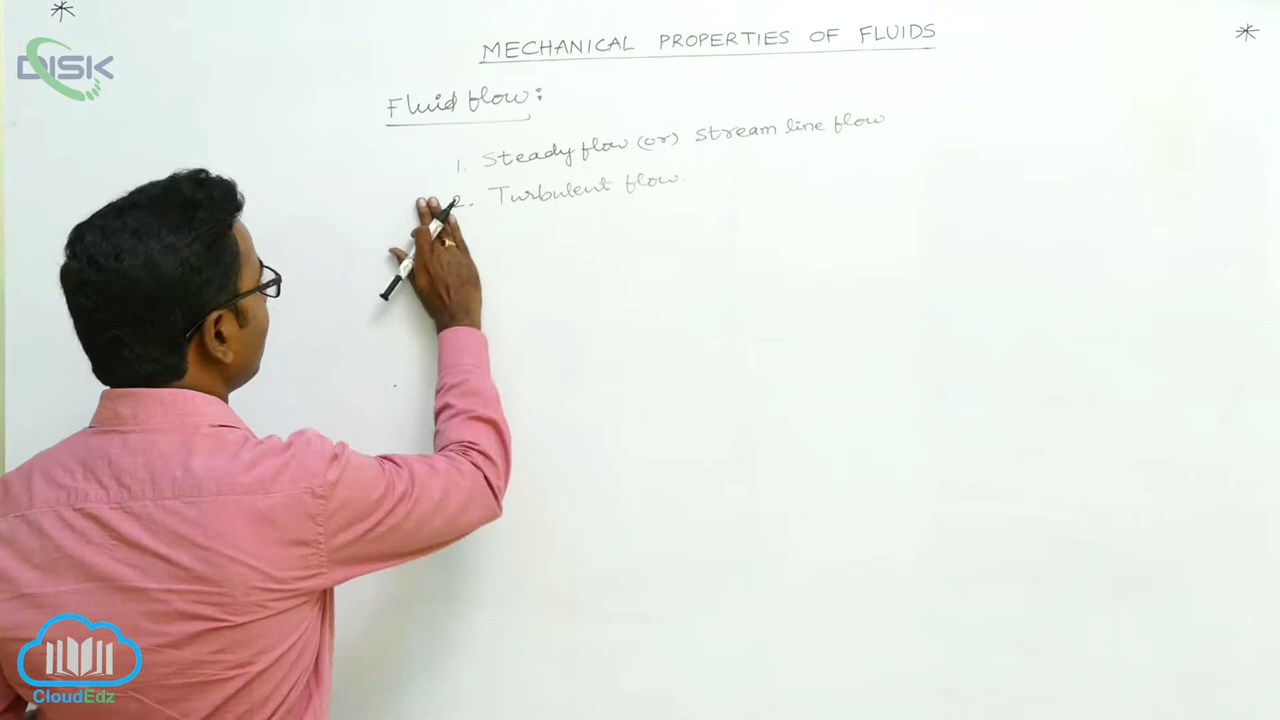 MECHANICAL PROPERTIES OF FLUIDS
DISK
Fluid flow:
1. Steady flow (or) stream line flow
2. Turbulent flow.
CloudEdz